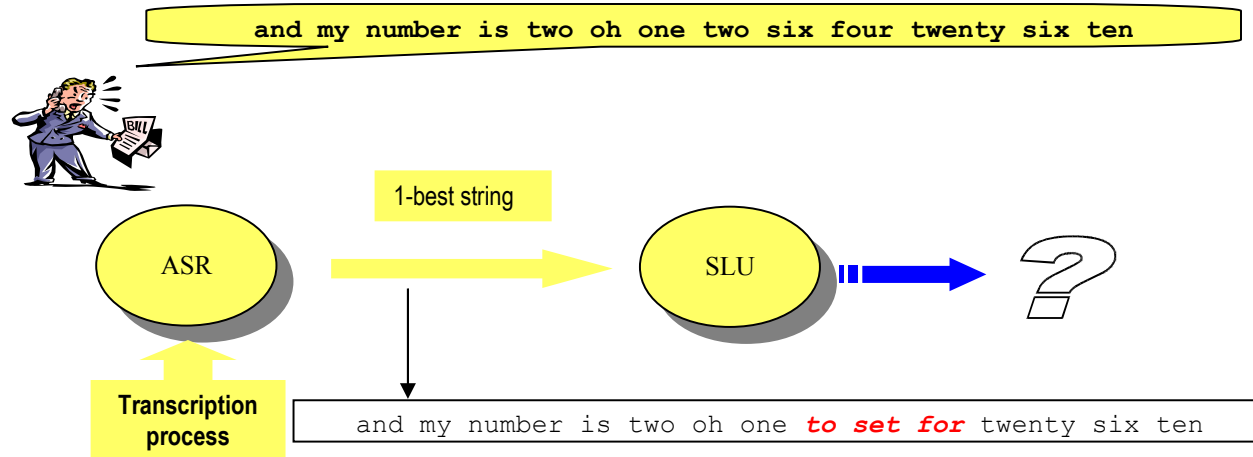 and my number is two oh one two six four twenty six ten
BILL
1-best string
ASR
SLU
?
Transcription
process
and my number is two oh one to set for twenty six ten